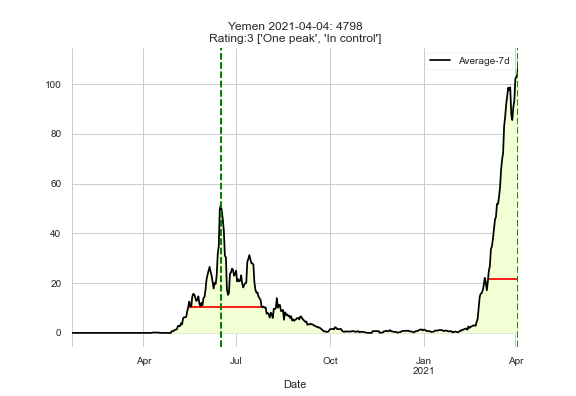 Yemen 2021-04-04: 4798
Rating:3 ['One peak', 'In control']
Average-7d
100
80
60
40
20
0
Apr
Jul
Oct
Jan
2021
Apr
Date